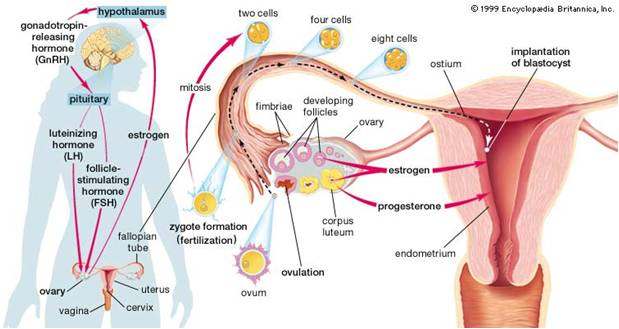 © 1999 Encyclopædia Britannica, Inc.
hypothalamus
gonadotropin-
releasing
hormone
(GnRH)
pituitary
luteinizing
hormone
(LH)
estrogen
follicle-
stimulating
hormone
(FSH)
fallopian
tube
ovary
uterus
vagina
cervix
two cells
four cells
eight cells
mitosis
fimbriae
developing
follicles
ovary
ostium
implantation
of blastocyst
estrogen
progesterone
zygote formation
(fertilization)
corpus
luteum
endometrium
ovulation
ovum